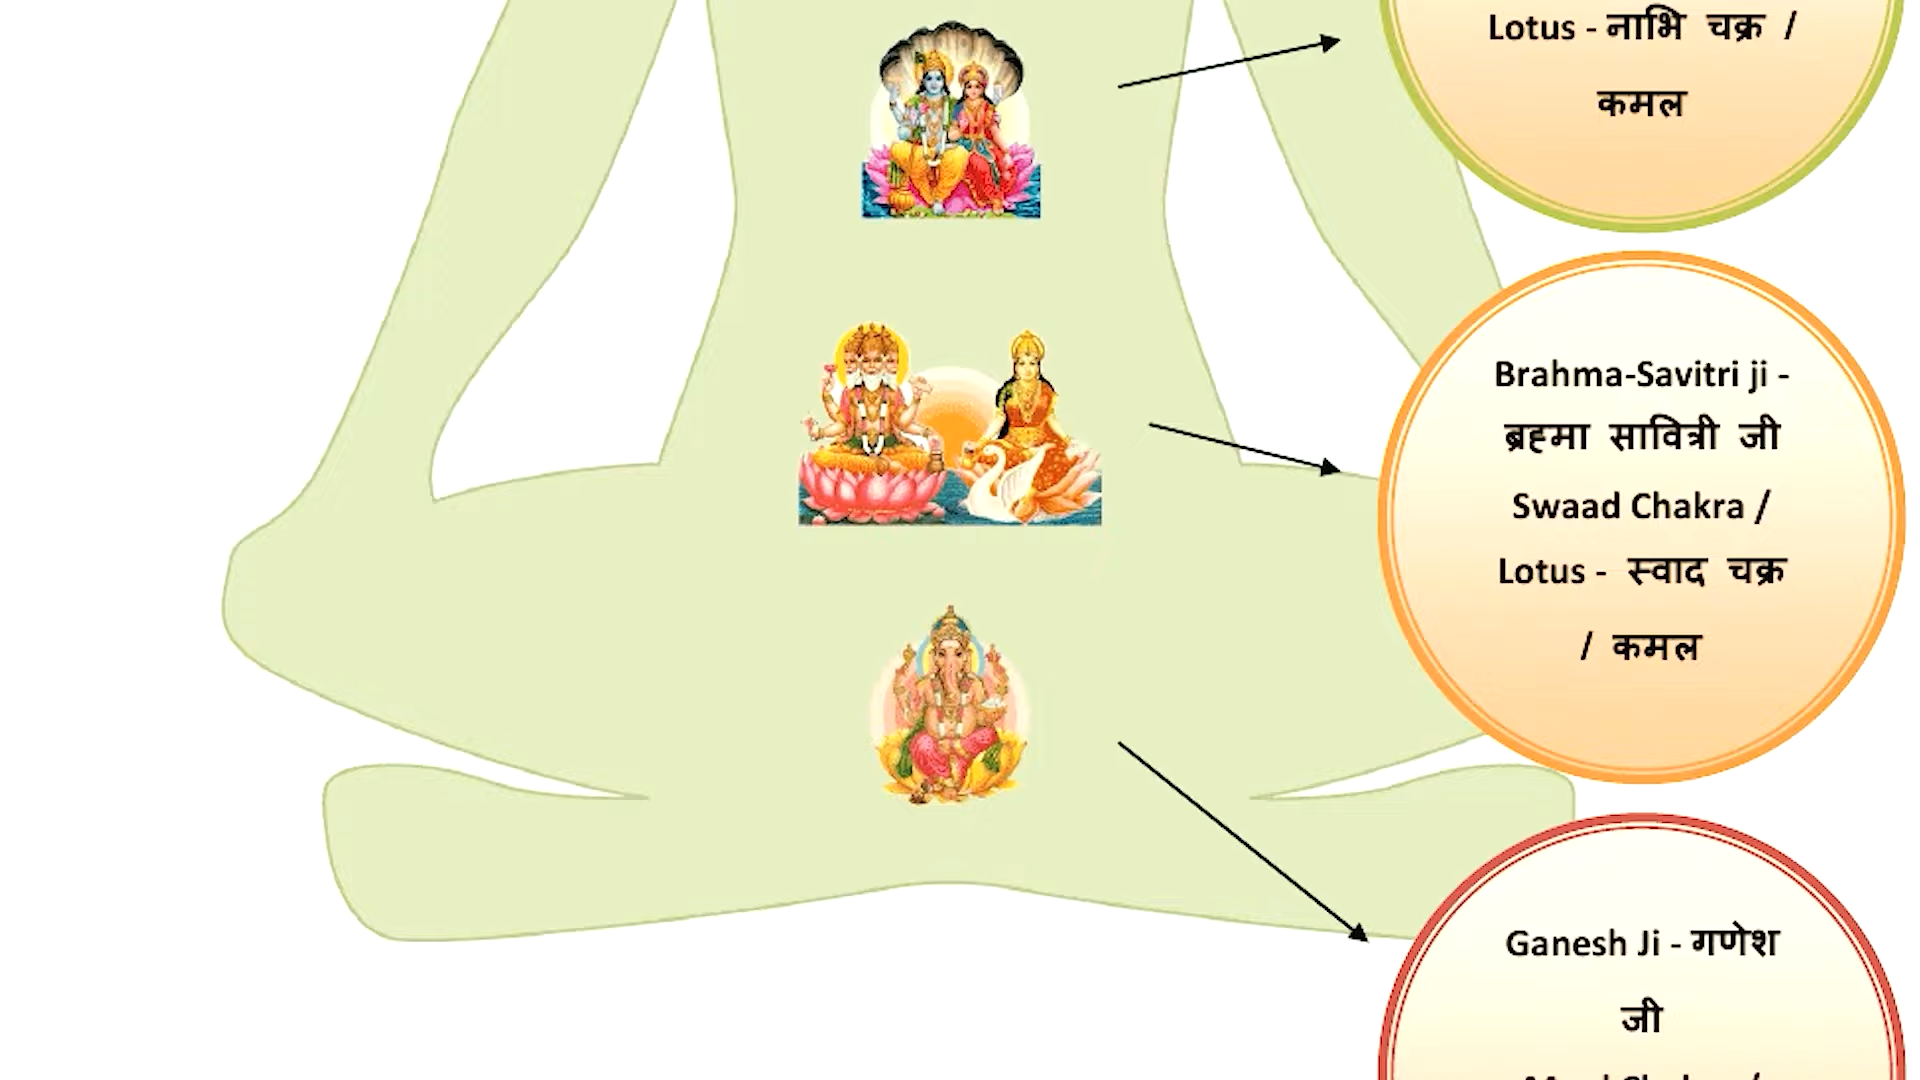 Lotus - नाभि चक्र /
कमल
Brahma-Savitri ji -
ब्रह्मा सावित्री जी
Swaad Chakra /
Lotus - स्वाद चक्र
/ कमल
Ganesh Ji - गणेश
जी